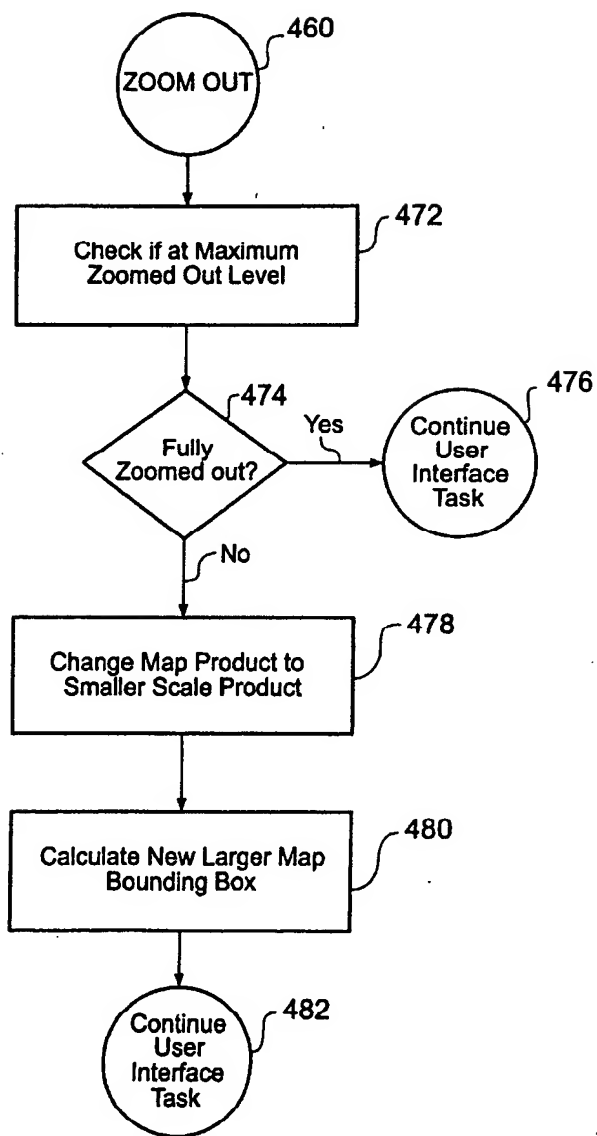 460
ZOOM OUT
472
Check if at Maximum
Zoomed Out Level
474
Fully
Zoomed out?
Yes
476
Continue
User
Interface
Task
No
478
Change Map Product to
Smaller Scale Product
480
Calculate New Larger Map
Bounding Box
482
Continue
User
Interface
Task